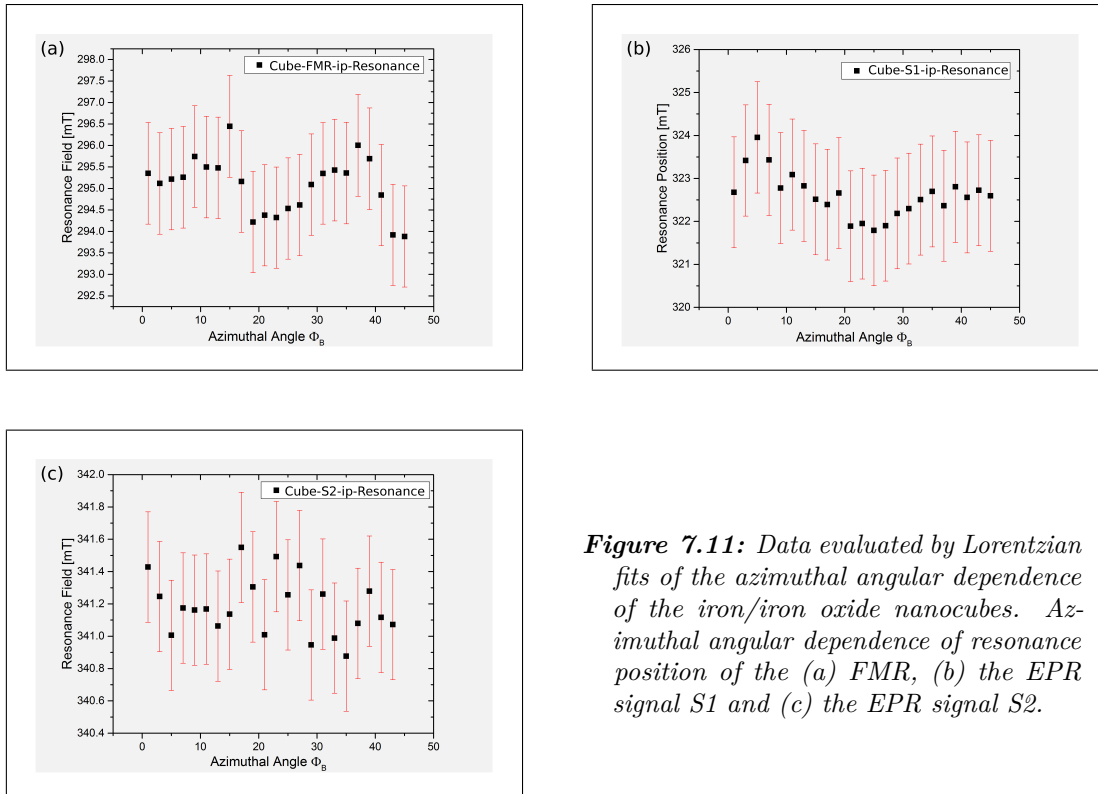 (a)
Cube-FMR-ip-Resonance
298.0
297.5
297.0
296.5
296.0
295.5
295.0
294.5
294.0
293.5
293.0
292.5
Resonance Field [mT]
0 10 20 30 40 50
Azimuthal Angle Φ_B
(b)
Cube-S1-ip-Resonance
326
325
324
323
322
321
320
Resonance Position [mT]
0 10 20 30 40 50
Azimuthal Angle Φ_B
(c)
Cube-S2-ip-Resonance
342.0
341.8
341.6
341.4
341.2
341.0
340.8
340.6
340.4
Resonance Field [mT]
0 10 20 30 40 50
Azimuthal Angle Φ_B
Figure 7.11: Data evaluated by Lorentzian
fits of the azimuthal angular dependence
of the iron/iron oxide nanocubes. Az-
imuthal angular dependence of resonance
position of the (a) FMR, (b) the EPR
signal S1 and (c) the EPR signal S2.